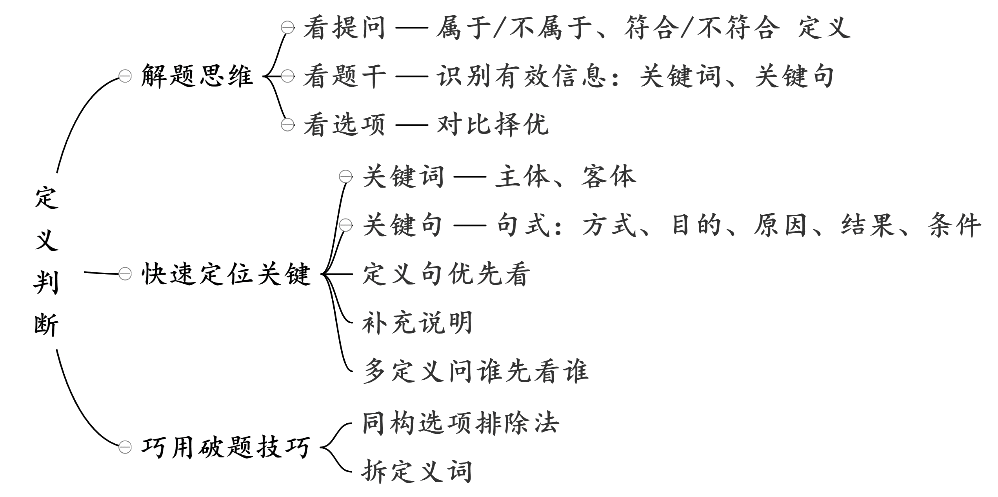 定义判断
解题思维
看提问 — 属于/不属于、符合/不符合 定义
看题干 — 识别有效信息：关键词、关键句
看选项 — 对比择优
快速定位关键
关键词 — 主体、客体
关键句 — 句式：方式、目的、原因、结果、条件
定义句优先看
补充说明
多定义问谁先看谁
巧用破题技巧
同构选项排除法
拆定义词